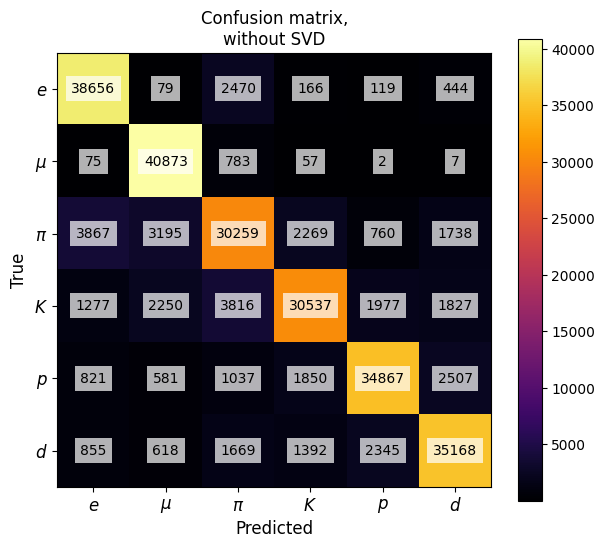 Confusion matrix,
without SVD
True
e 38656 79 2470 166 119 444
μ 75 40873 783 57 2 7
π 3867 3195 30259 2269 760 1738
K 1277 2250 3816 30537 1977 1827
p 821 581 1037 1850 34867 2507
d 855 618 1669 1392 2345 35168
e μ π K p d
Predicted
40000
35000
30000
25000
20000
15000
10000
5000